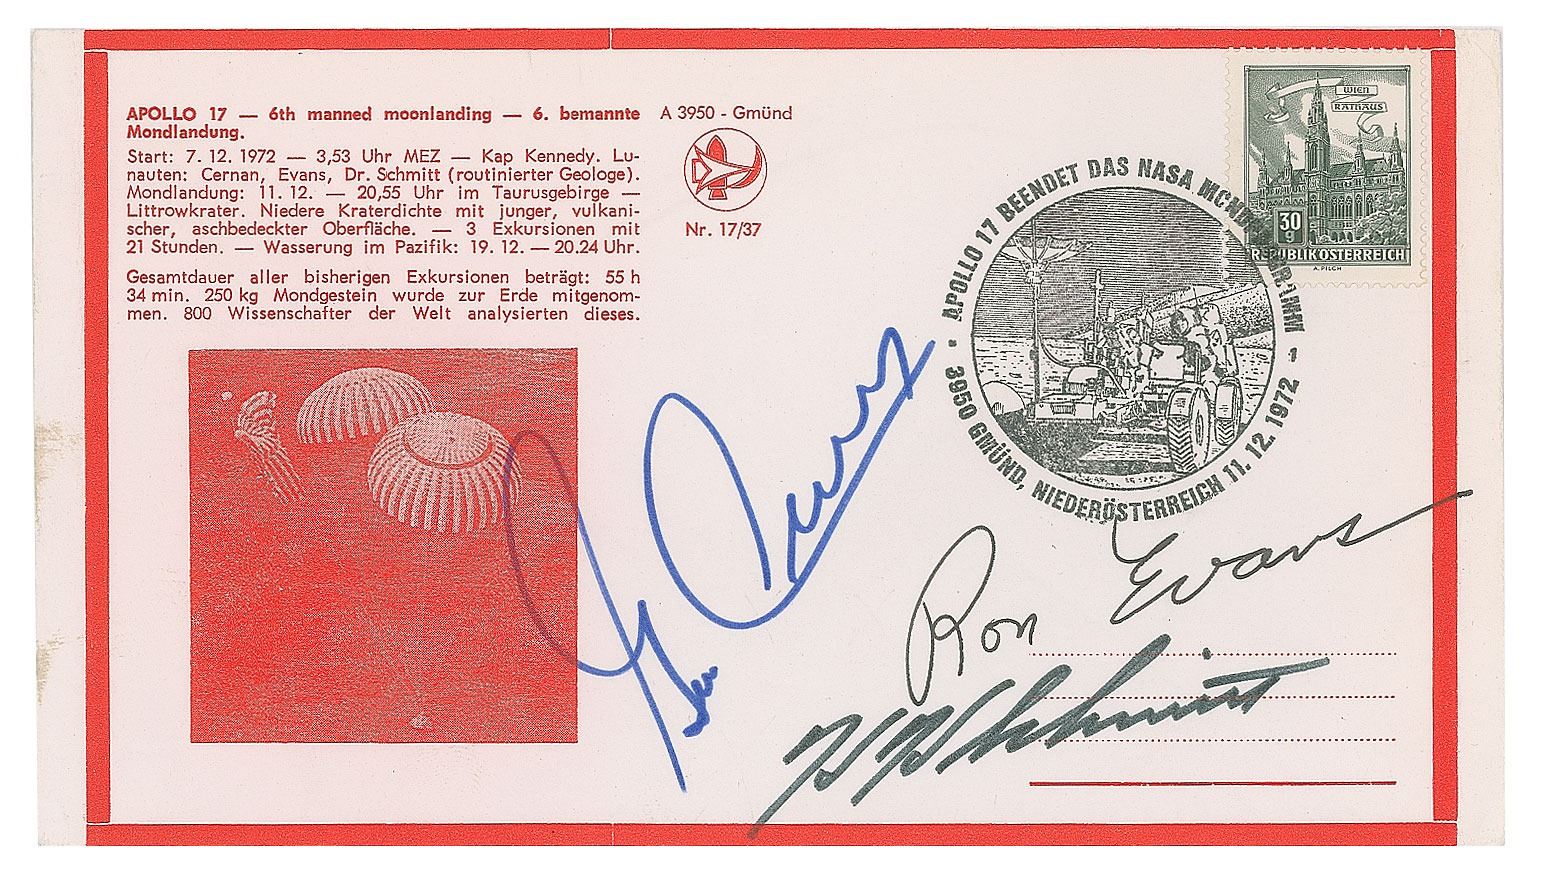 APOLLO 17 — 6th manned moonlanding — 6. bemannte
Mondlandung.
Start: 7. 12. 1972 — 3,53 Uhr MEZ — Kap Kennedy. Lu-
nauten: Cernan, Evans, Dr. Schmitt (routinierter Geologe).
Mondlandung: 11. 12. — 20,55 Uhr im Taurusgebirge —
Littrowkrater. Niedere Kraterdichte mit junger, vulkani-
scher, aschbedeckter Oberfläche. — 3 Exkursionen mit
21 Stunden. — Wasserung im Pazifik: 19. 12. — 20.24 Uhr.
Gesamtdauer aller bisherigen Exkursionen beträgt: 55 h
34 min. 250 kg Mondgestein wurde zur Erde mitgenom-
men. 800 Wissenschafter der Welt analysierten dieses.
A 3950 - Gmünd
Nr. 17/37
WIEN
RATHAUS
30
g
REPUBLIK ÖSTERREICH
A. PILCH
APOLLO 17 BEENDET DAS NASA
3950 GMÜND, NIEDERÖSTERREICH 11.12.1972
1
Gene Cernan
Ron Evans
H H Schmitt